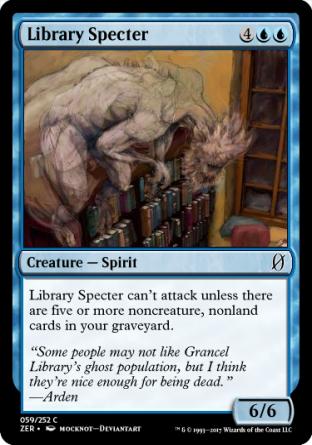 Library Specter 4
Creature — Spirit
Library Specter can't attack unless there
are five or more noncreature, nonland
cards in your graveyard.
"Some people may not like Grancel
Library's ghost population, but I think
they're nice enough for being dead."
—Arden
6/6
059/252 C
ZER • MOCKNOT—DEVIANTART
™ & © 1993–2017 Wizards of the Coast LLC